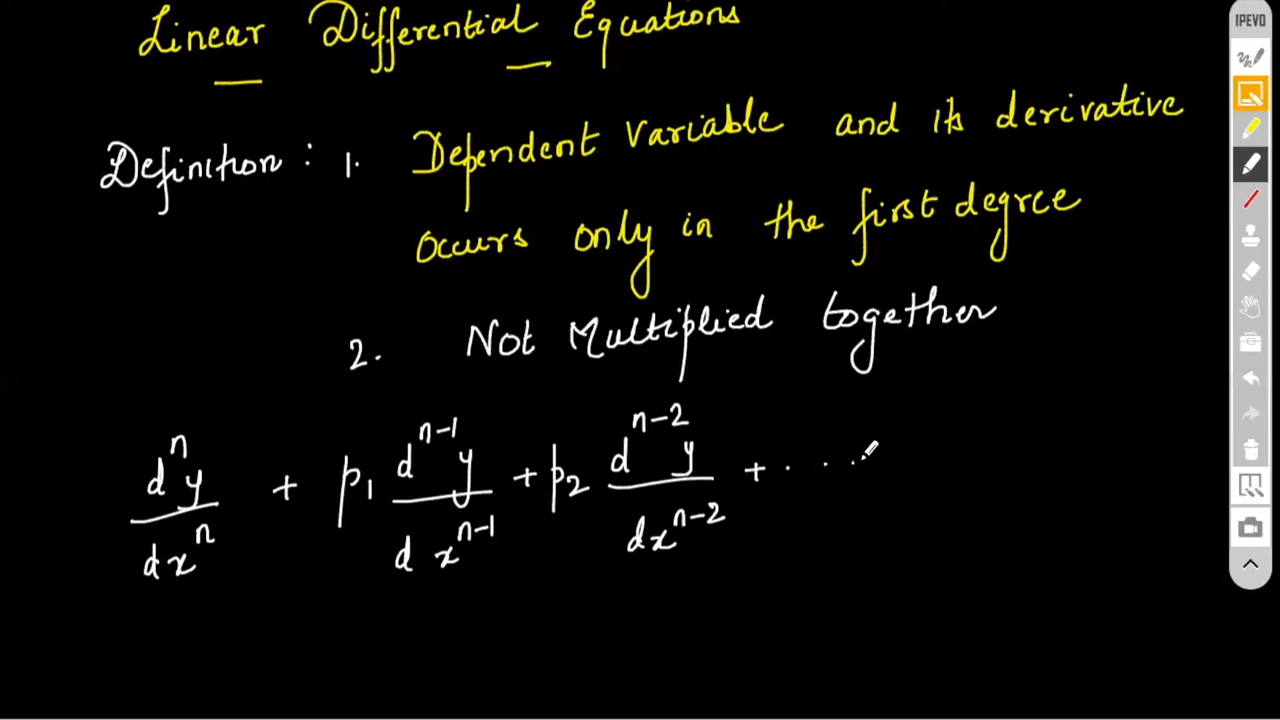 Linear Differential Equations
Definition : 1. Dependent variable and its derivative
occurs only in the first degree
2. Not Multiplied together
dⁿy/dxⁿ + p₁ dⁿ⁻¹y/dxⁿ⁻¹ + p₂ dⁿ⁻²y/dxⁿ⁻² + . . . .
IPEVO